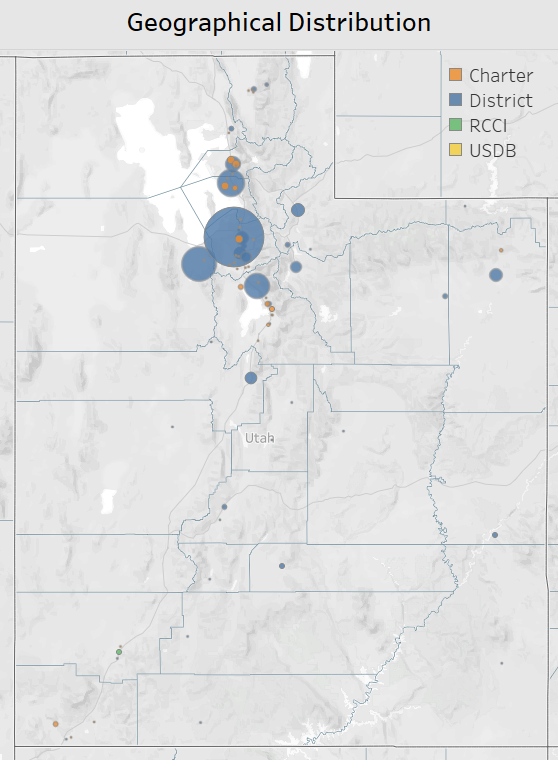 Geographical Distribution
Charter
District
RCCI
USDB
Utah